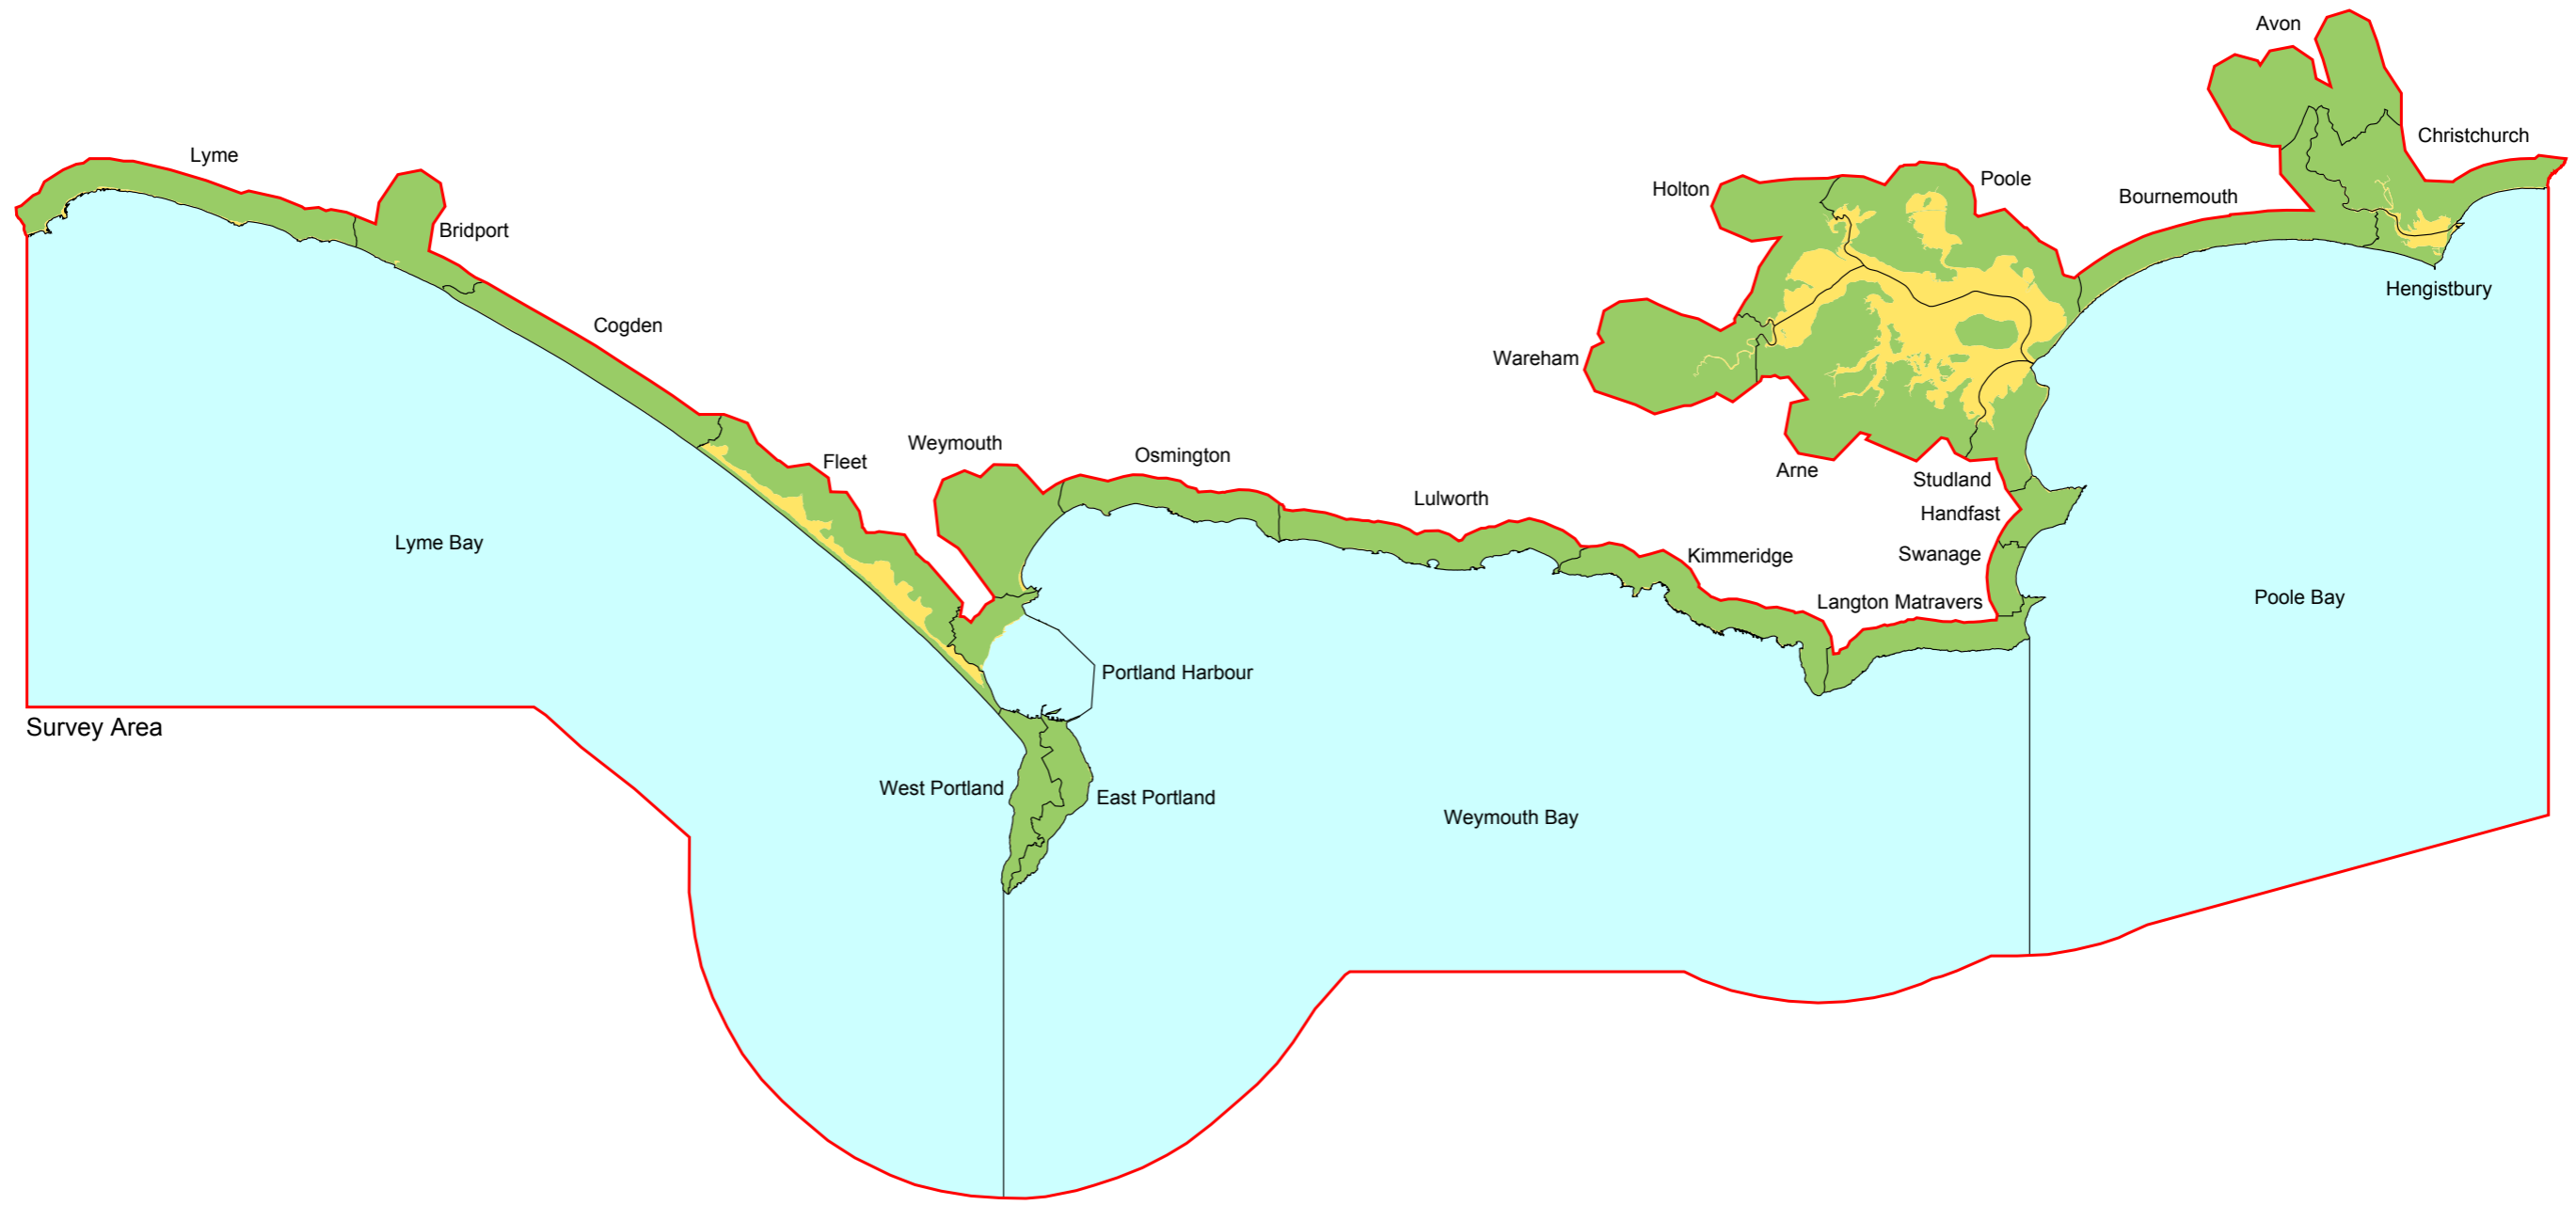 Avon
Christchurch
Lyme
Holton
Poole
Bournemouth
Bridport
Hengistbury
Cogden
Wareham
Weymouth
Osmington
Fleet
Arne
Studland
Lulworth
Handfast
Lyme Bay
Kimmeridge
Swanage
Langton Matravers
Poole Bay
Portland Harbour
Survey Area
West Portland
East Portland
Weymouth Bay